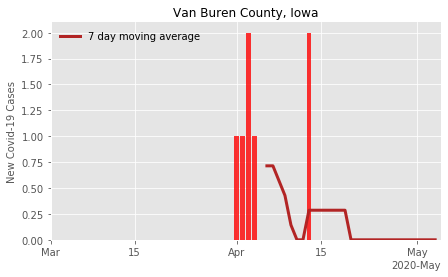 Van Buren County, Iowa
7 day moving average
New Covid-19 Cases
2.00
1.75
1.50
1.25
1.00
0.75
0.50
0.25
0.00
Mar
15
Apr
15
May
2020-May